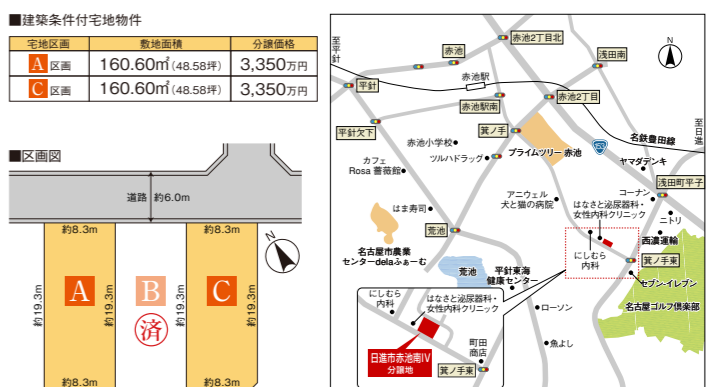 ■建築条件付宅地物件
宅地区画 敷地面積 分譲価格
A 区画 160.60㎡(48.58坪) 3,350万円
C 区画 160.60㎡(48.58坪) 3,350万円
■区画図
道路 約6.0m
約8.3m
約8.3m
N
A
B
済
C
約19.3m
約19.3m
約19.3m
約19.3m
約8.3m
約8.3m
至平針
赤池
赤池2丁目北
浅田南
N
平針
赤池駅
赤池駅南
赤池2丁目
至日進
平針欠下
箕ノ手
名鉄豊田線
赤池小学校
ツルハドラッグ
プライムツリー 赤池
153
ヤマダデンキ
カフェ
Rosa 薔薇館
アニウェル
犬と猫の病院
コーナン
浅田町平子
はま寿司
はなさと泌尿器科・
女性内科クリニック
ニトリ
荒池
西濃運輸
名古屋市農業
センターdelaふぁーむ
にしむら
内科
箕ノ手東
荒池
平針東海
健康センター
セブン-イレブン
名古屋ゴルフ倶楽部
にしむら
内科
はなさと泌尿器科・
女性内科クリニック
ローソン
日進市赤池南IV
分譲地
町田
商店
魚よし
箕ノ手東